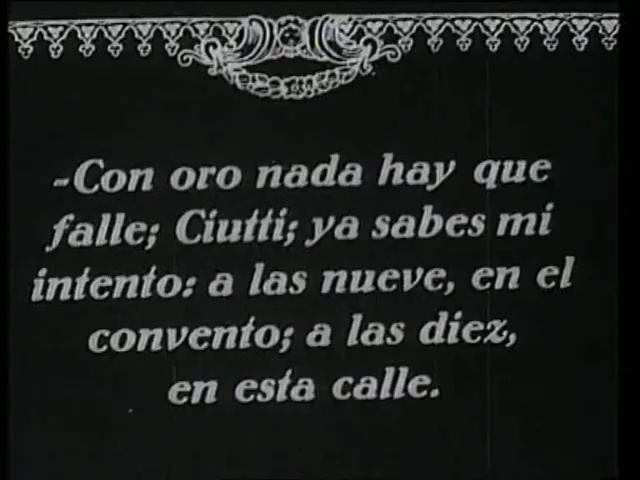 -Con oro nada hay que
falle; Ciutti; ya sabes mi
intento: a las nueve, en el
convento; a las diez,
en esta calle.